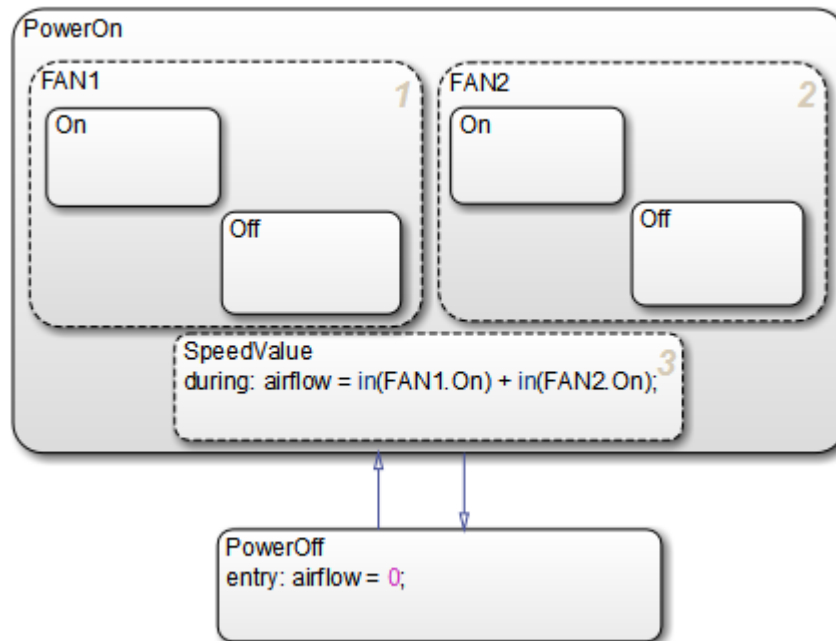 PowerOn
FAN1
1
On
Off
FAN2
2
On
Off
SpeedValue
3
during: airflow = in(FAN1.On) + in(FAN2.On);
PowerOff
entry: airflow = 0;